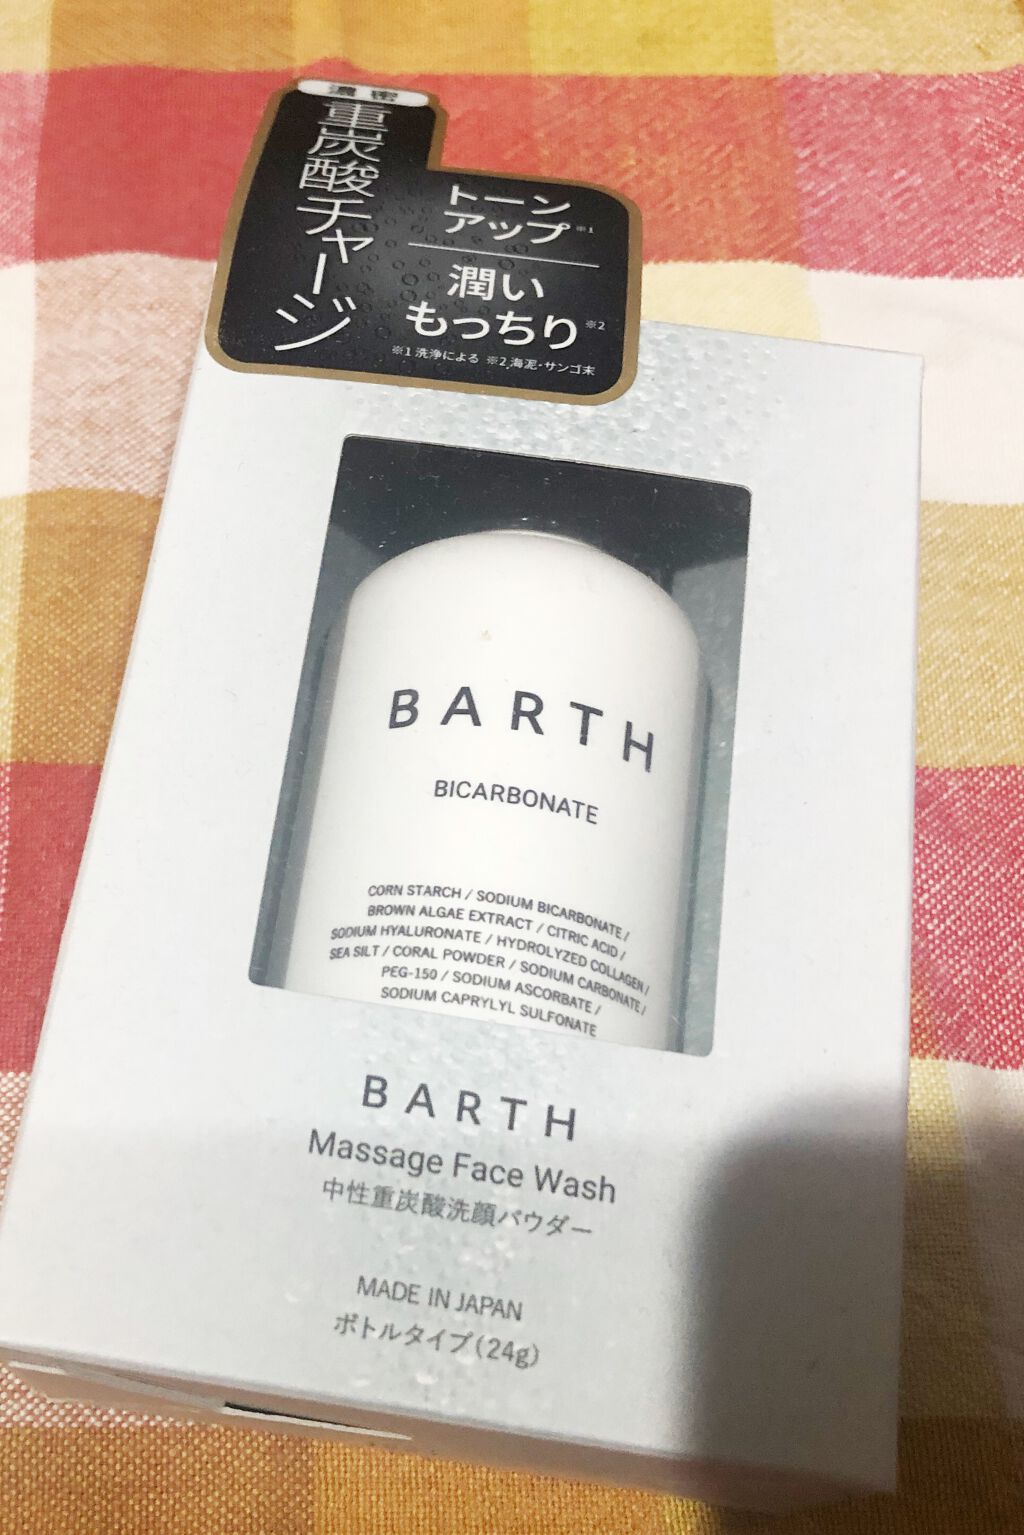 濃密
重炭酸チャージ
トーン
アップ※1
潤い
もっちり※2
※1 洗浄による ※2 海泥・サンゴ末
BARTH
BICARBONATE
CORN STARCH / SODIUM BICARBONATE /
BROWN ALGAE EXTRACT / CITRIC ACID /
SODIUM HYALURONATE / HYDROLYZED COLLAGEN /
SEA SILT / CORAL POWDER / SODIUM CARBONATE /
PEG-150 / SODIUM ASCORBATE /
SODIUM CAPRYLYL SULFONATE
BARTH
Massage Face Wash
中性重炭酸洗顔パウダー
MADE IN JAPAN
ボトルタイプ(24g)